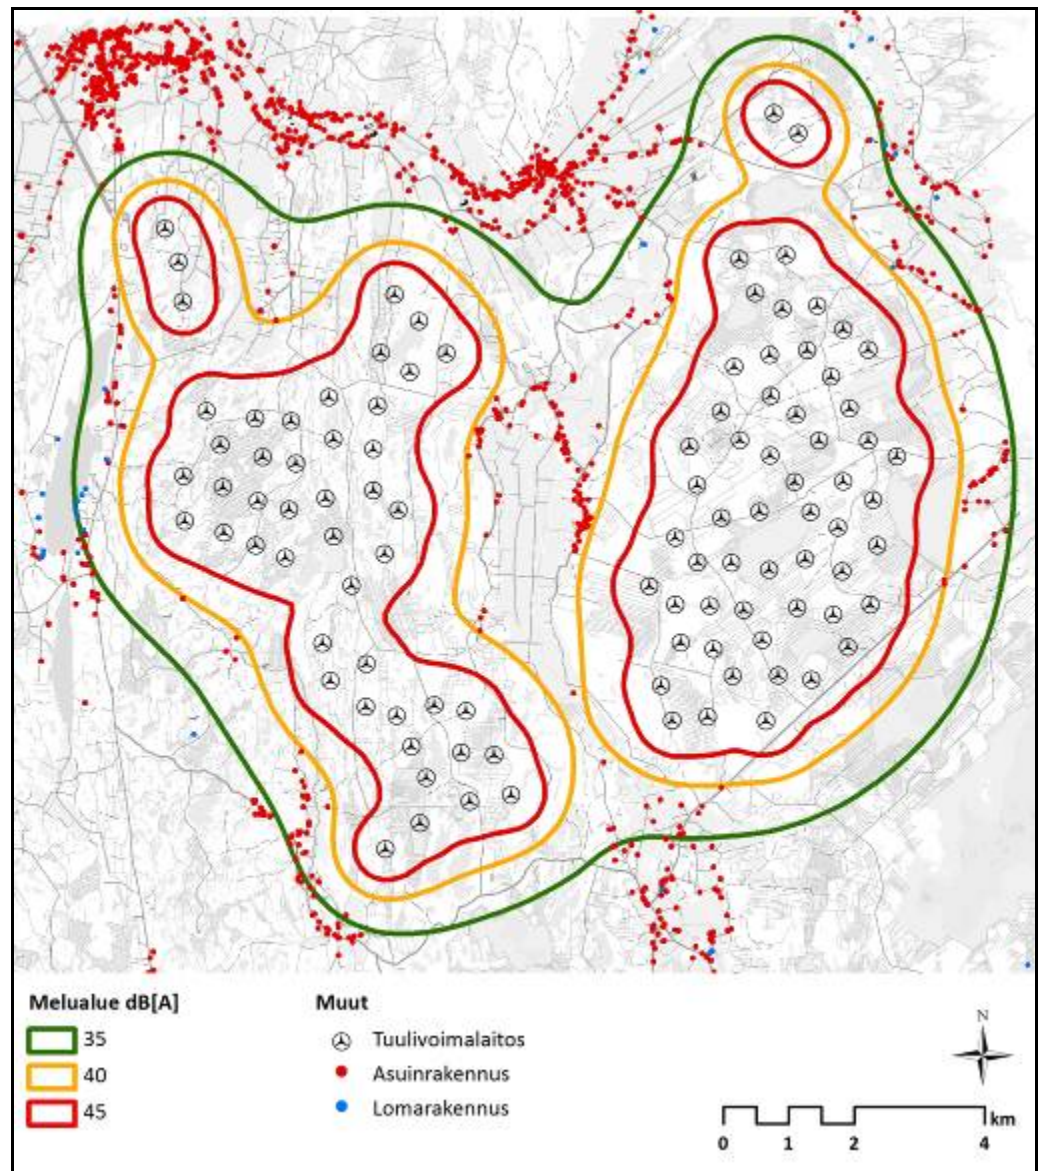 Melualue dB[A]
35
40
45
Muut
Tuulivoimalaitos
Asuinrakennus
Lomarakennus
N
km
0 1 2 4